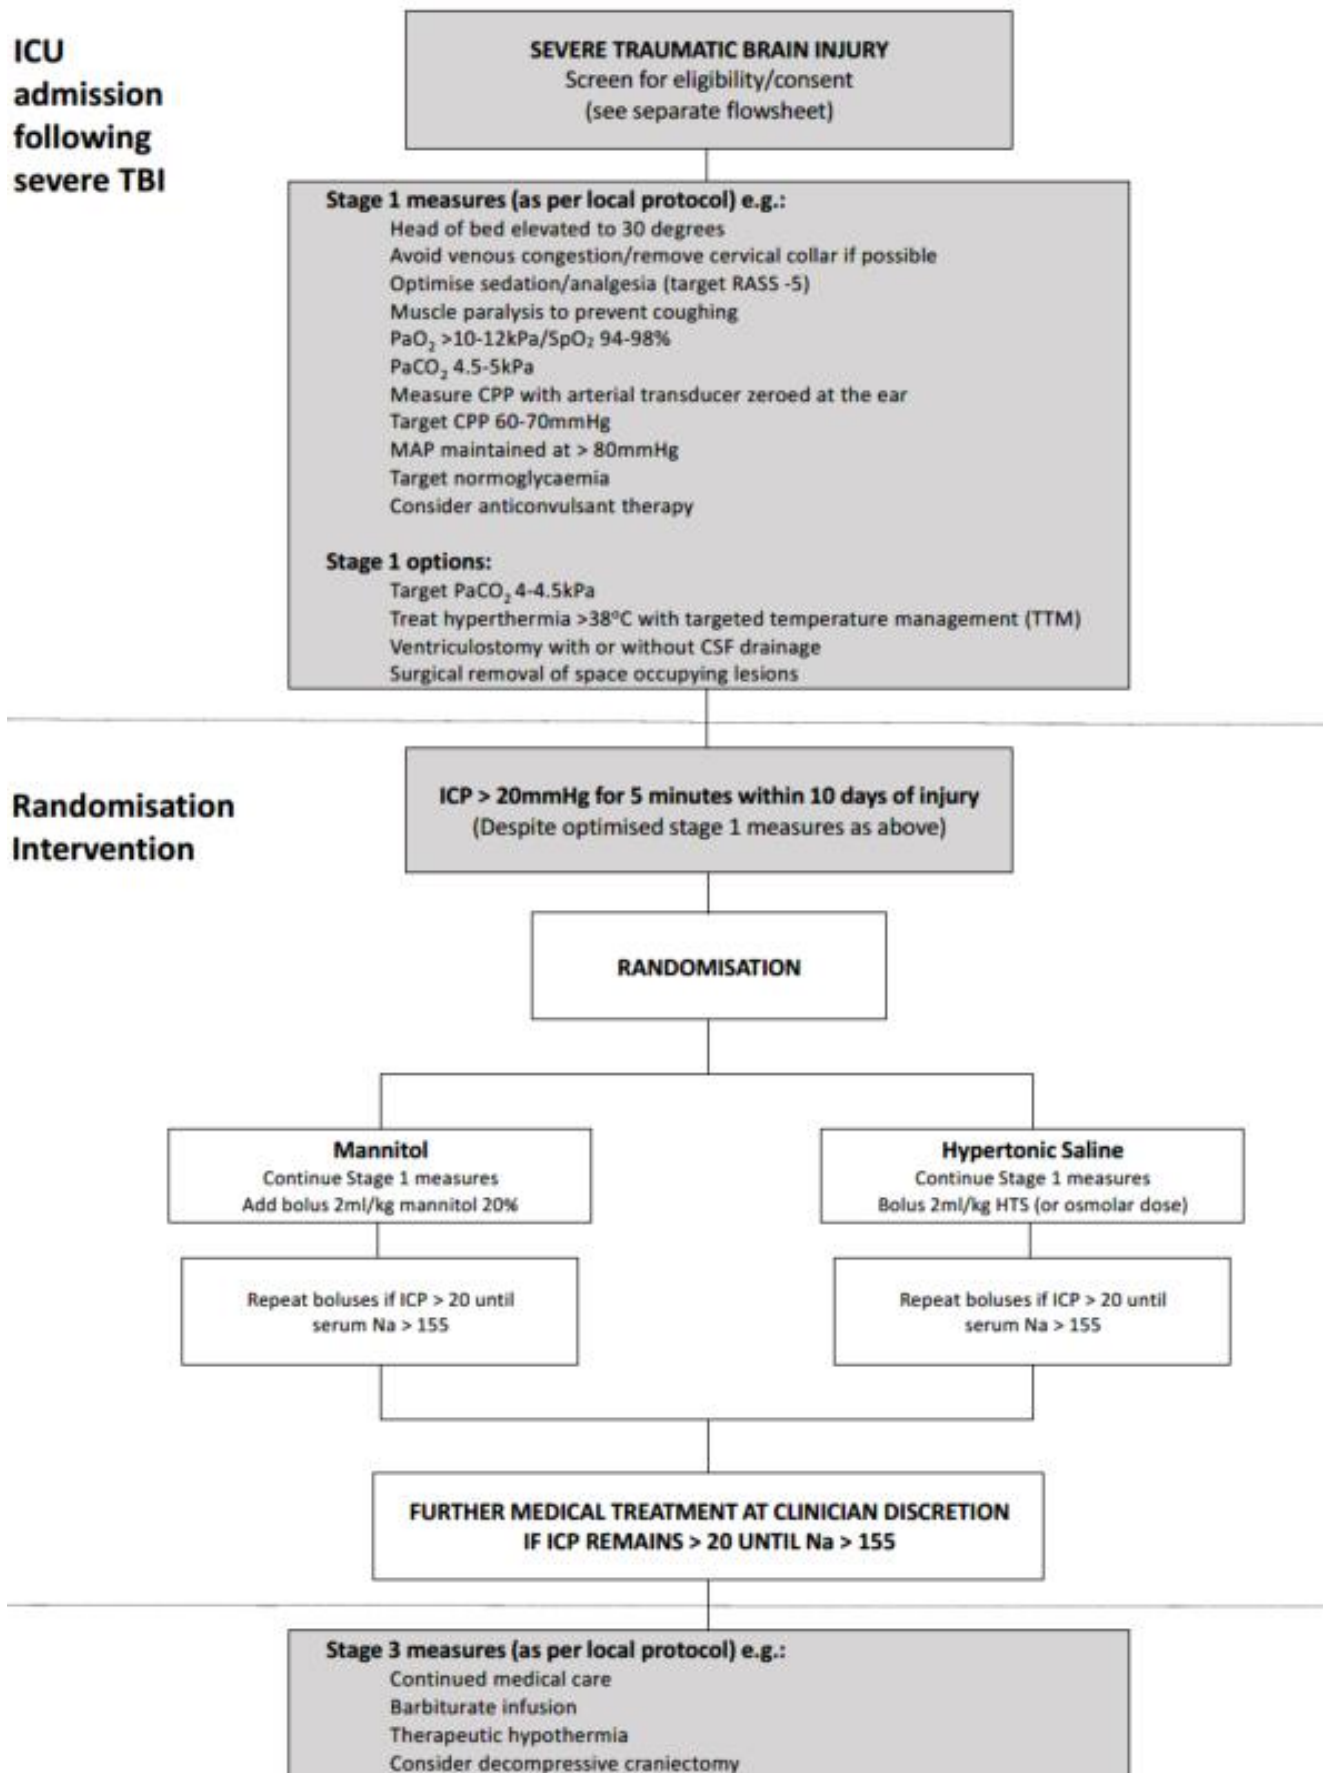 ICU
admission
following
severe TBI
SEVERE TRAUMATIC BRAIN INJURY
Screen for eligibility/consent
(see separate flowsheet)
Stage 1 measures (as per local protocol) e.g.:
Head of bed elevated to 30 degrees
Avoid venous congestion/remove cervical collar if possible
Optimise sedation/analgesia (target RASS -5)
Muscle paralysis to prevent coughing
PaO₂ >10-12kPa/SpO₂ 94-98%
PaCO₂ 4.5-5kPa
Measure CPP with arterial transducer zeroed at the ear
Target CPP 60-70mmHg
MAP maintained at > 80mmHg
Target normoglycaemia
Consider anticonvulsant therapy
Stage 1 options:
Target PaCO₂ 4-4.5kPa
Treat hyperthermia >38°C with targeted temperature management (TTM)
Ventriculostomy with or without CSF drainage
Surgical removal of space occupying lesions
Randomisation
Intervention
ICP > 20mmHg for 5 minutes within 10 days of injury
(Despite optimised stage 1 measures as above)
RANDOMISATION
Mannitol
Continue Stage 1 measures
Add bolus 2ml/kg mannitol 20%
Repeat boluses if ICP > 20 until
serum Na > 155
Hypertonic Saline
Continue Stage 1 measures
Bolus 2ml/kg HTS (or osmolar dose)
Repeat boluses if ICP > 20 until
serum Na > 155
FURTHER MEDICAL TREATMENT AT CLINICIAN DISCRETION
IF ICP REMAINS > 20 UNTIL Na > 155
Stage 3 measures (as per local protocol) e.g.:
Continued medical care
Barbiturate infusion
Therapeutic hypothermia
Consider decompressive craniectomy